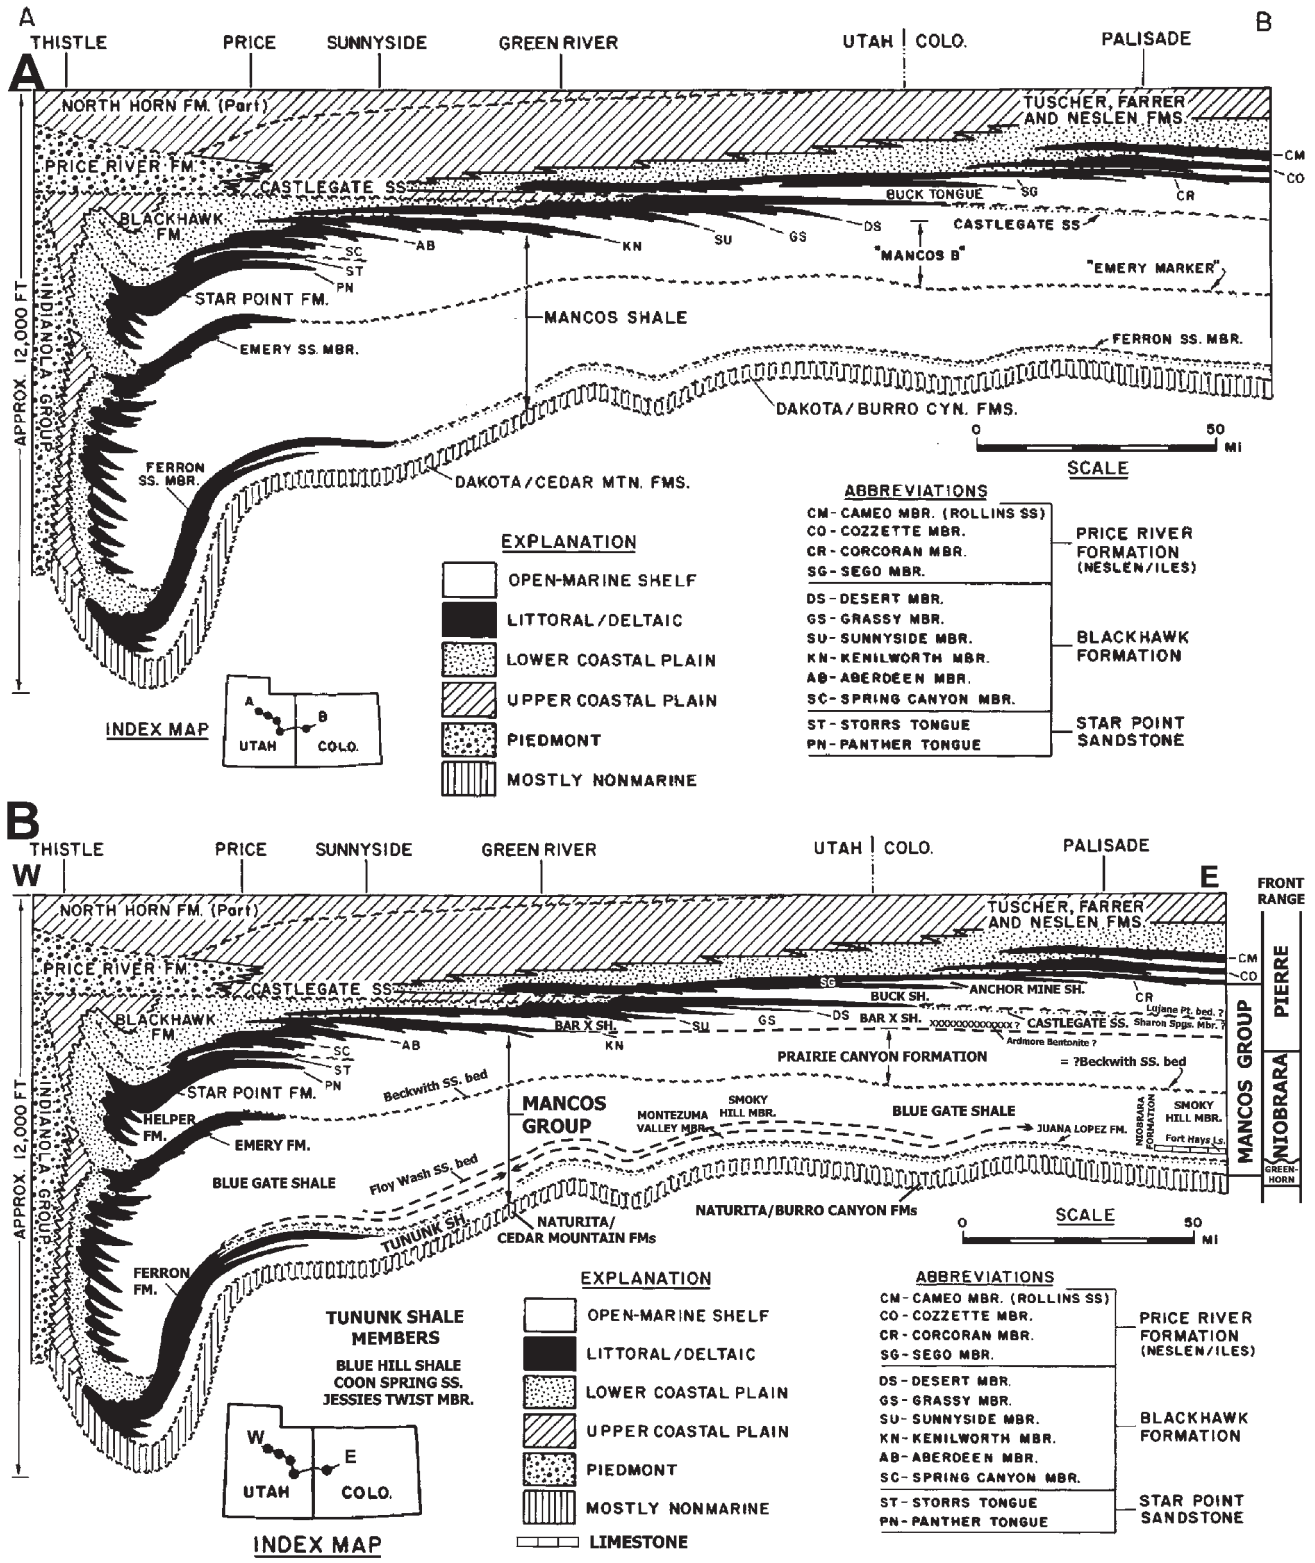 A
B
THISTLE PRICE SUNNYSIDE GREEN RIVER UTAH COLO. PALISADE
A
NORTH HORN FM. (Part)
TUSCHER, FARRER
AND NESLEN FMS.
PRICE RIVER FM.
CM
CO
CASTLEGATE SS
BUCK TONGUE
SG
CR
BLACKHAWK
FM.
CASTLEGATE SS
DS
GS
SU
KN
AB
SC
ST
PN
"MANCOS B"
"EMERY MARKER"
STAR POINT FM.
MANCOS SHALE
EMERY SS. MBR.
FERRON SS. MBR.
APPROX. 12,000 FT
INDIANOLA GROUP
DAKOTA/BURRO CYN. FMS.
0 50
MI
SCALE
FERRON
SS. MBR.
DAKOTA/CEDAR MTN. FMS.
EXPLANATION
OPEN-MARINE SHELF
LITTORAL/DELTAIC
LOWER COASTAL PLAIN
UPPER COASTAL PLAIN
PIEDMONT
MOSTLY NONMARINE
ABBREVIATIONS
CM-CAMEO MBR. (ROLLINS SS)
CO-COZZETTE MBR.
CR-CORCORAN MBR.
SG-SEGO MBR.
PRICE RIVER
FORMATION
(NESLEN/ILES)
DS-DESERT MBR.
GS-GRASSY MBR.
SU-SUNNYSIDE MBR.
KN-KENILWORTH MBR.
AB-ABERDEEN MBR.
SC-SPRING CANYON MBR.
BLACKHAWK
FORMATION
ST-STORRS TONGUE
PN-PANTHER TONGUE
STAR POINT
SANDSTONE
INDEX MAP
A
B
UTAH COLO.
B
THISTLE PRICE SUNNYSIDE GREEN RIVER UTAH COLO. PALISADE
W
E
FRONT
RANGE
NORTH HORN FM. (Part)
TUSCHER, FARRER
AND NESLEN FMS.
PRICE RIVER FM.
CM
CO
CASTLEGATE SS
SG
ANCHOR MINE SH.
CR
BUCK SH.
Lujane Pt. bed. ?
BLACKHAWK
FM.
BAR X SH.
SU
GS
DS
BAR X SH.
XXXXXXXXXXXXXX ?
CASTLEGATE SS.
Sharon Spgs. Mbr. ?
Ardmore Bentonite ?
KN
AB
SC
ST
PN
PRAIRIE CANYON FORMATION
= ?Beckwith SS. bed
STAR POINT FM.
Beckwith SS. bed
MANCOS
GROUP
HELPER
FM.
EMERY FM.
MONTEZUMA
VALLEY MBR.
SMOKY
HILL MBR.
BLUE GATE SHALE
JUANA LOPEZ FM.
NIOBRARA
FORMATION
SMOKY
HILL MBR.
Fort Hays Ls.
MANCOS GROUP
PIERRE
NIOBRARA
GREEN-
HORN
BLUE GATE SHALE
Floy Wash SS. bed
APPROX. 12,000 FT
INDIANOLA GROUP
TUNUNK SH.
NATURITA/
CEDAR MOUNTAIN FMs
NATURITA/BURRO CANYON FMs
SCALE
0 50
MI
FERRON
FM.
TUNUNK SHALE
MEMBERS
BLUE HILL SHALE
COON SPRING SS.
JESSIES TWIST MBR.
EXPLANATION
OPEN-MARINE SHELF
LITTORAL/DELTAIC
LOWER COASTAL PLAIN
UPPER COASTAL PLAIN
PIEDMONT
MOSTLY NONMARINE
LIMESTONE
ABBREVIATIONS
CM-CAMEO MBR. (ROLLINS SS)
CO-COZZETTE MBR.
CR-CORCORAN MBR.
SG-SEGO MBR.
PRICE RIVER
FORMATION
(NESLEN/ILES)
DS-DESERT MBR.
GS-GRASSY MBR.
SU-SUNNYSIDE MBR.
KN-KENILWORTH MBR.
AB-ABERDEEN MBR.
SC-SPRING CANYON MBR.
BLACKHAWK
FORMATION
ST-STORRS TONGUE
PN-PANTHER TONGUE
STAR POINT
SANDSTONE
W
E
UTAH COLO.
INDEX MAP